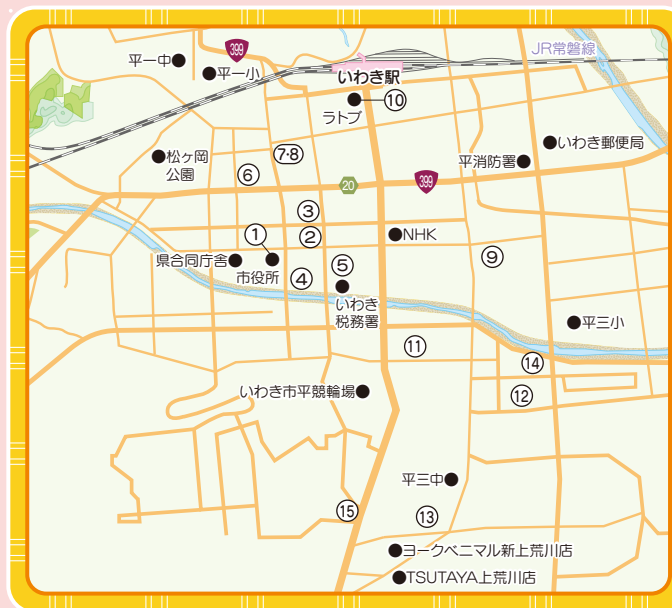 399
JR常磐線
平一中
平一小
いわき駅
ラトブ
⑩
いわき郵便局
平消防署
松ヶ岡
公園
⑦・⑧
⑥
20
399
③
①
②
NHK
⑨
県合同庁舎
市役所
④
⑤
いわき
税務署
平三小
⑪
⑭
⑫
いわき市平競輪場
平三中
⑮
⑬
ヨークベニマル新上荒川店
TSUTAYA上荒川店